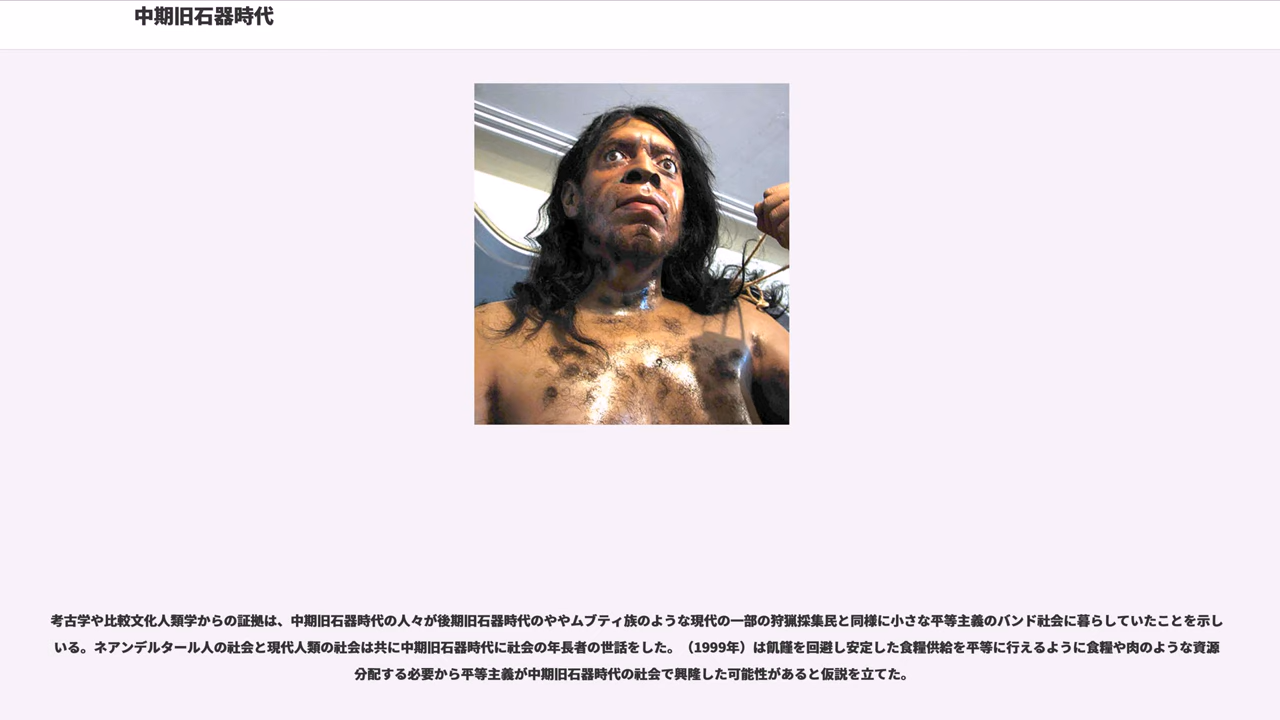 中期旧石器時代
考古学や比較文化人類学からの証拠は、中期旧石器時代の人々が後期旧石器時代のややムブティ族のような現代の一部の狩猟採集民と同様に小さな平等主義のバンド社会に暮らしていたことを示し
いる。ネアンデルタール人の社会と現代人類の社会は共に中期旧石器時代に社会の年長者の世話をした。（1999年）は飢饉を回避し安定した食糧供給を平等に行えるように食糧や肉のような資源
分配する必要から平等主義が中期旧石器時代の社会で興隆した可能性があると仮説を立てた。